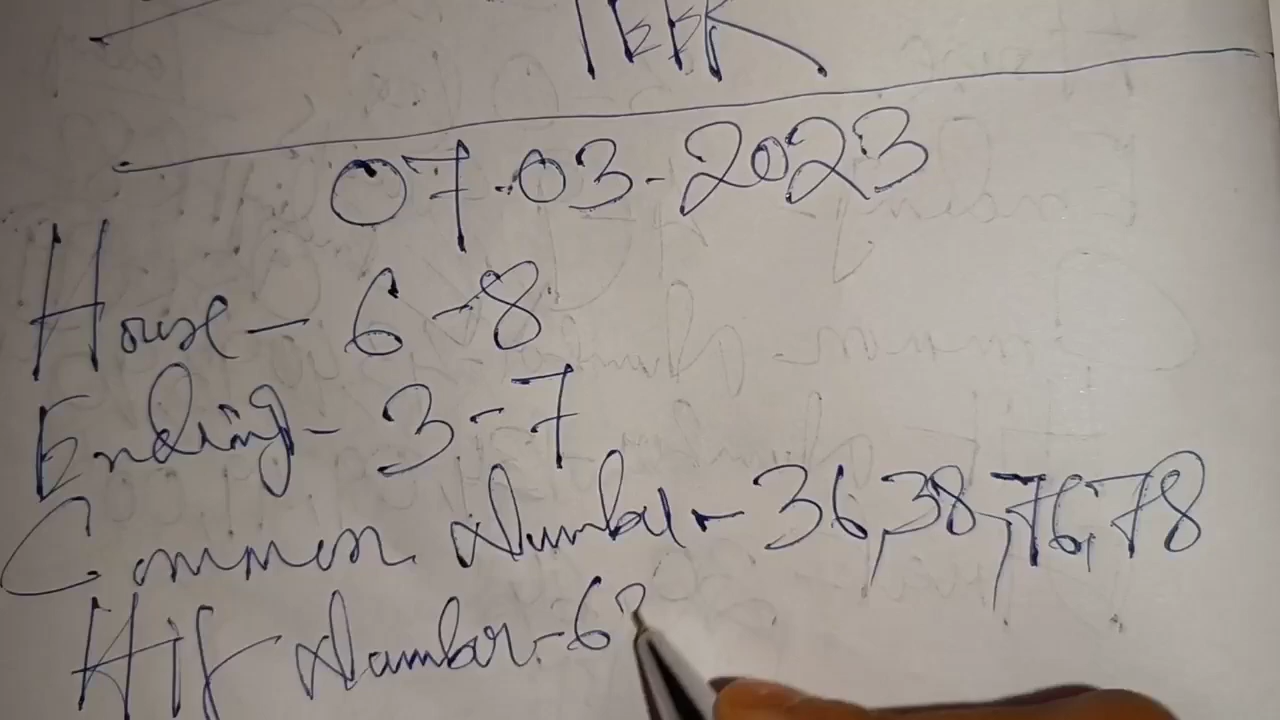 07.03-2023
House - 6-8
Ending - 3-7
Common Number - 36,38,76,78
Hit Number - 6